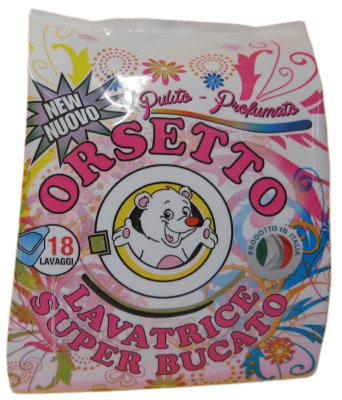 NEW
NUOVO
Pulito - Profumato
ORSETTO
18
LAVAGGI
PRODOTTO IN ITALIA
LAVATRICE
SUPER BUCATO